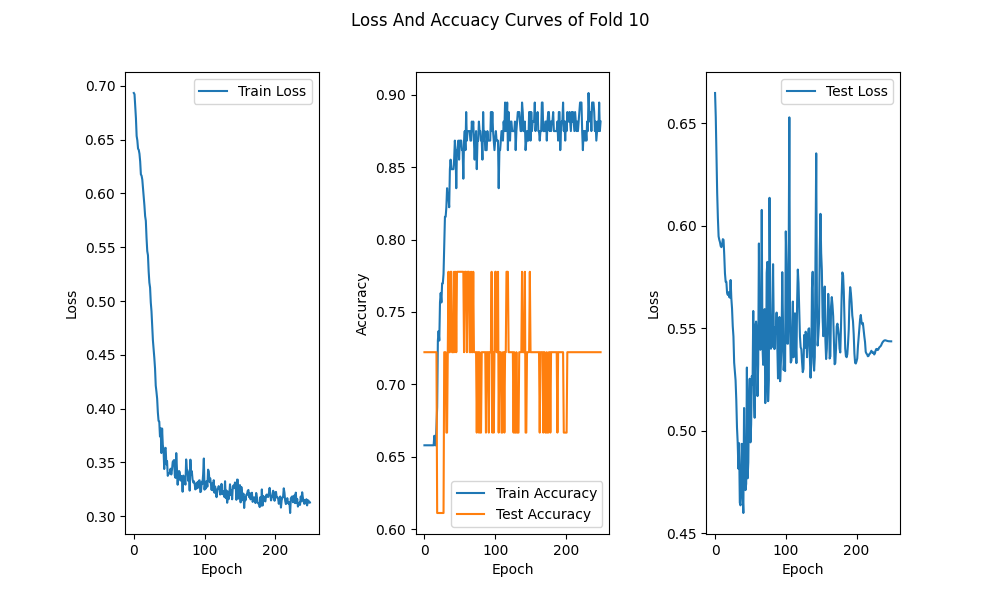 Loss And Accuacy Curves of Fold 10
Train Loss
0.70
0.65
0.60
0.55
0.50
0.45
0.40
0.35
0.30
Loss
0
100
200
Epoch
0.90
0.85
0.80
0.75
0.70
0.65
0.60
Accuracy
Train Accuracy
Test Accuracy
0
100
200
Epoch
Test Loss
0.65
0.60
0.55
0.50
0.45
Loss
0
100
200
Epoch